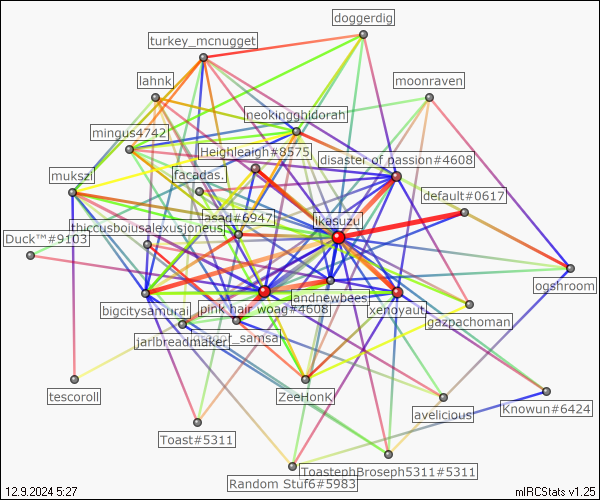 doggerdig
turkey_mcnugget
lahnk
moonraven
neokingghidorah
mingus4742
Heighleaigh#8575
disaster of passion#4608
mukszi
facadas.
default#0617
lasad#6947
ikasuzu
thiccusboiusalexusjoneus
Duck™#9103
ogshroom
andnewbees
bigcitysamurai
pink hair woag#4608
xenoyaut
gazpachoman
jarlbreadmaker
_samsa
tescoroll
ZeeHonk
avelicious
Knowun#6424
Toast#5311
ToastephBroseph5311#5311
Random Stuf6#5983
12.9.2024 5:27
mIRCStats v1.25